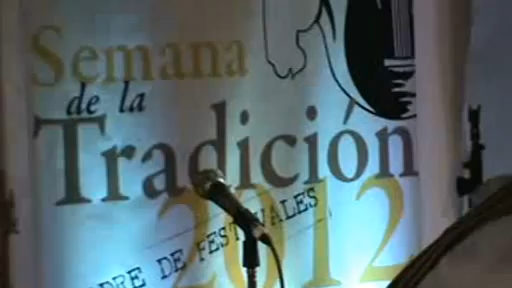 Semana
de la
Tradición
2012
DE FESTIVALES